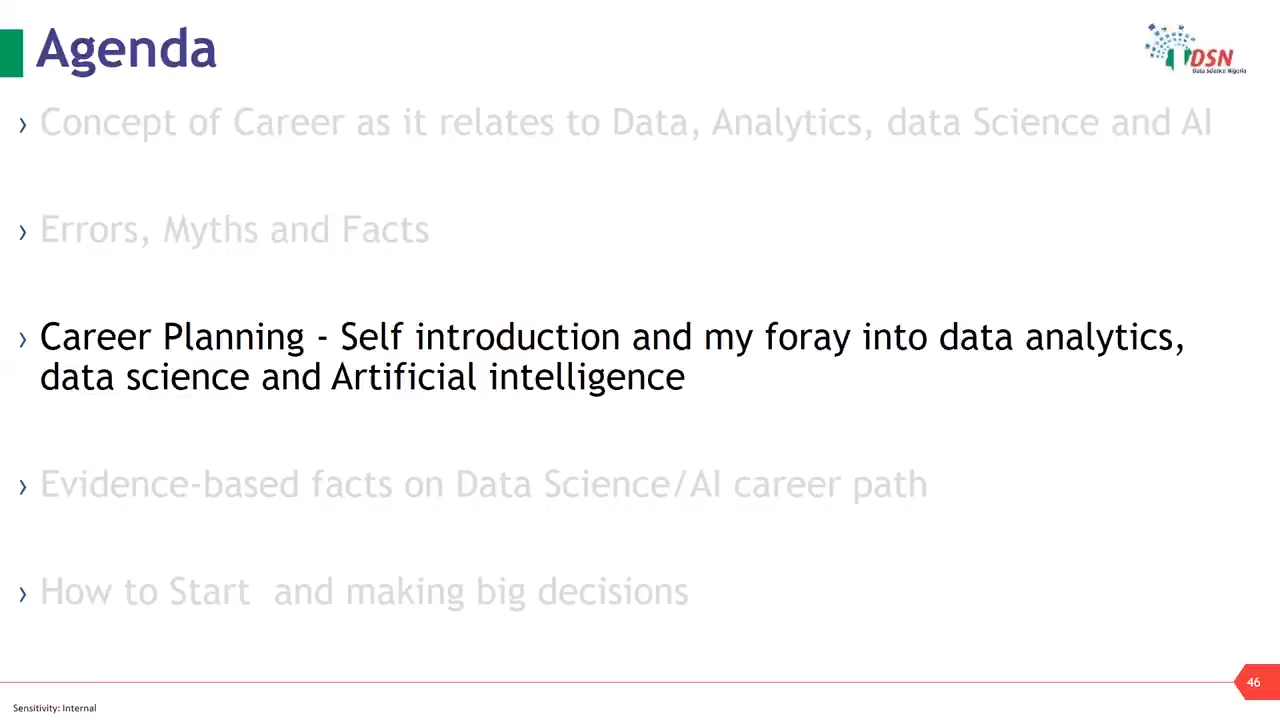 Agenda
DSN
Data Science Nigeria
› Concept of Career as it relates to Data, Analytics, data Science and AI
› Errors, Myths and Facts
› Career Planning - Self introduction and my foray into data analytics,
data science and Artificial intelligence
› Evidence-based facts on Data Science/AI career path
› How to Start  and making big decisions
46
Sensitivity: Internal